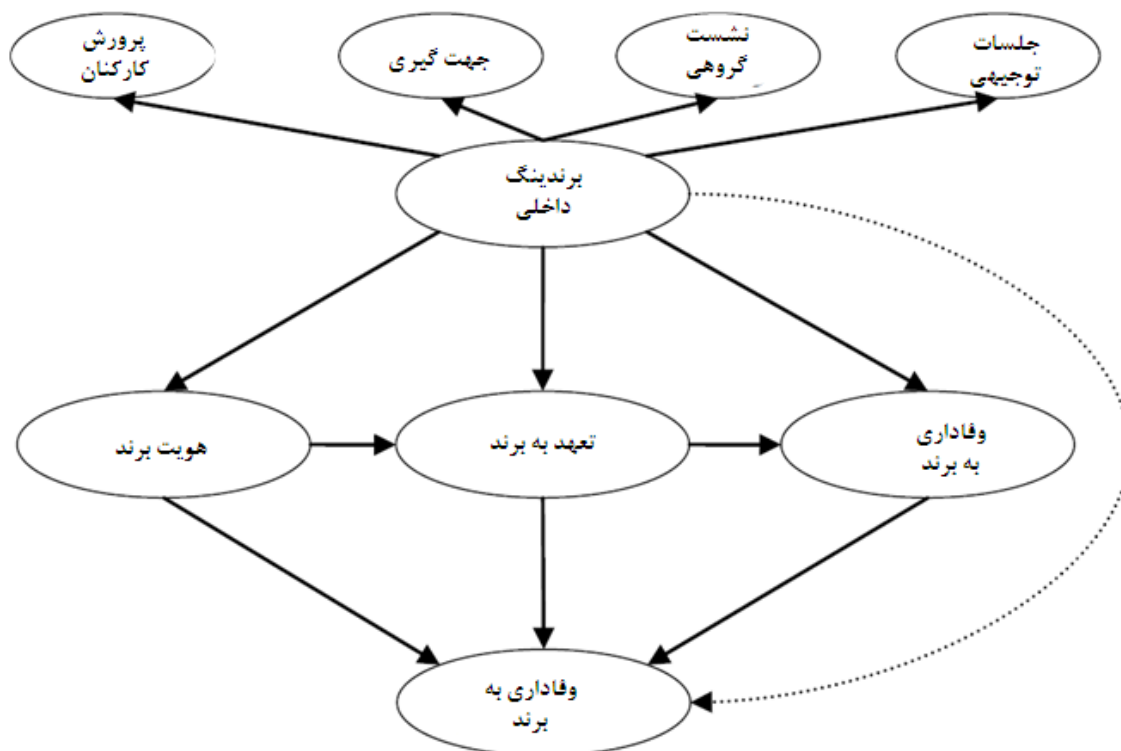 جلسات
توجیهی
نشست
گروهی
جهت گیری
پرورش
کارکنان
برندینگ
داخلی
وفاداری
به برند
تعهد به برند
هویت برند
وفاداری به
برند